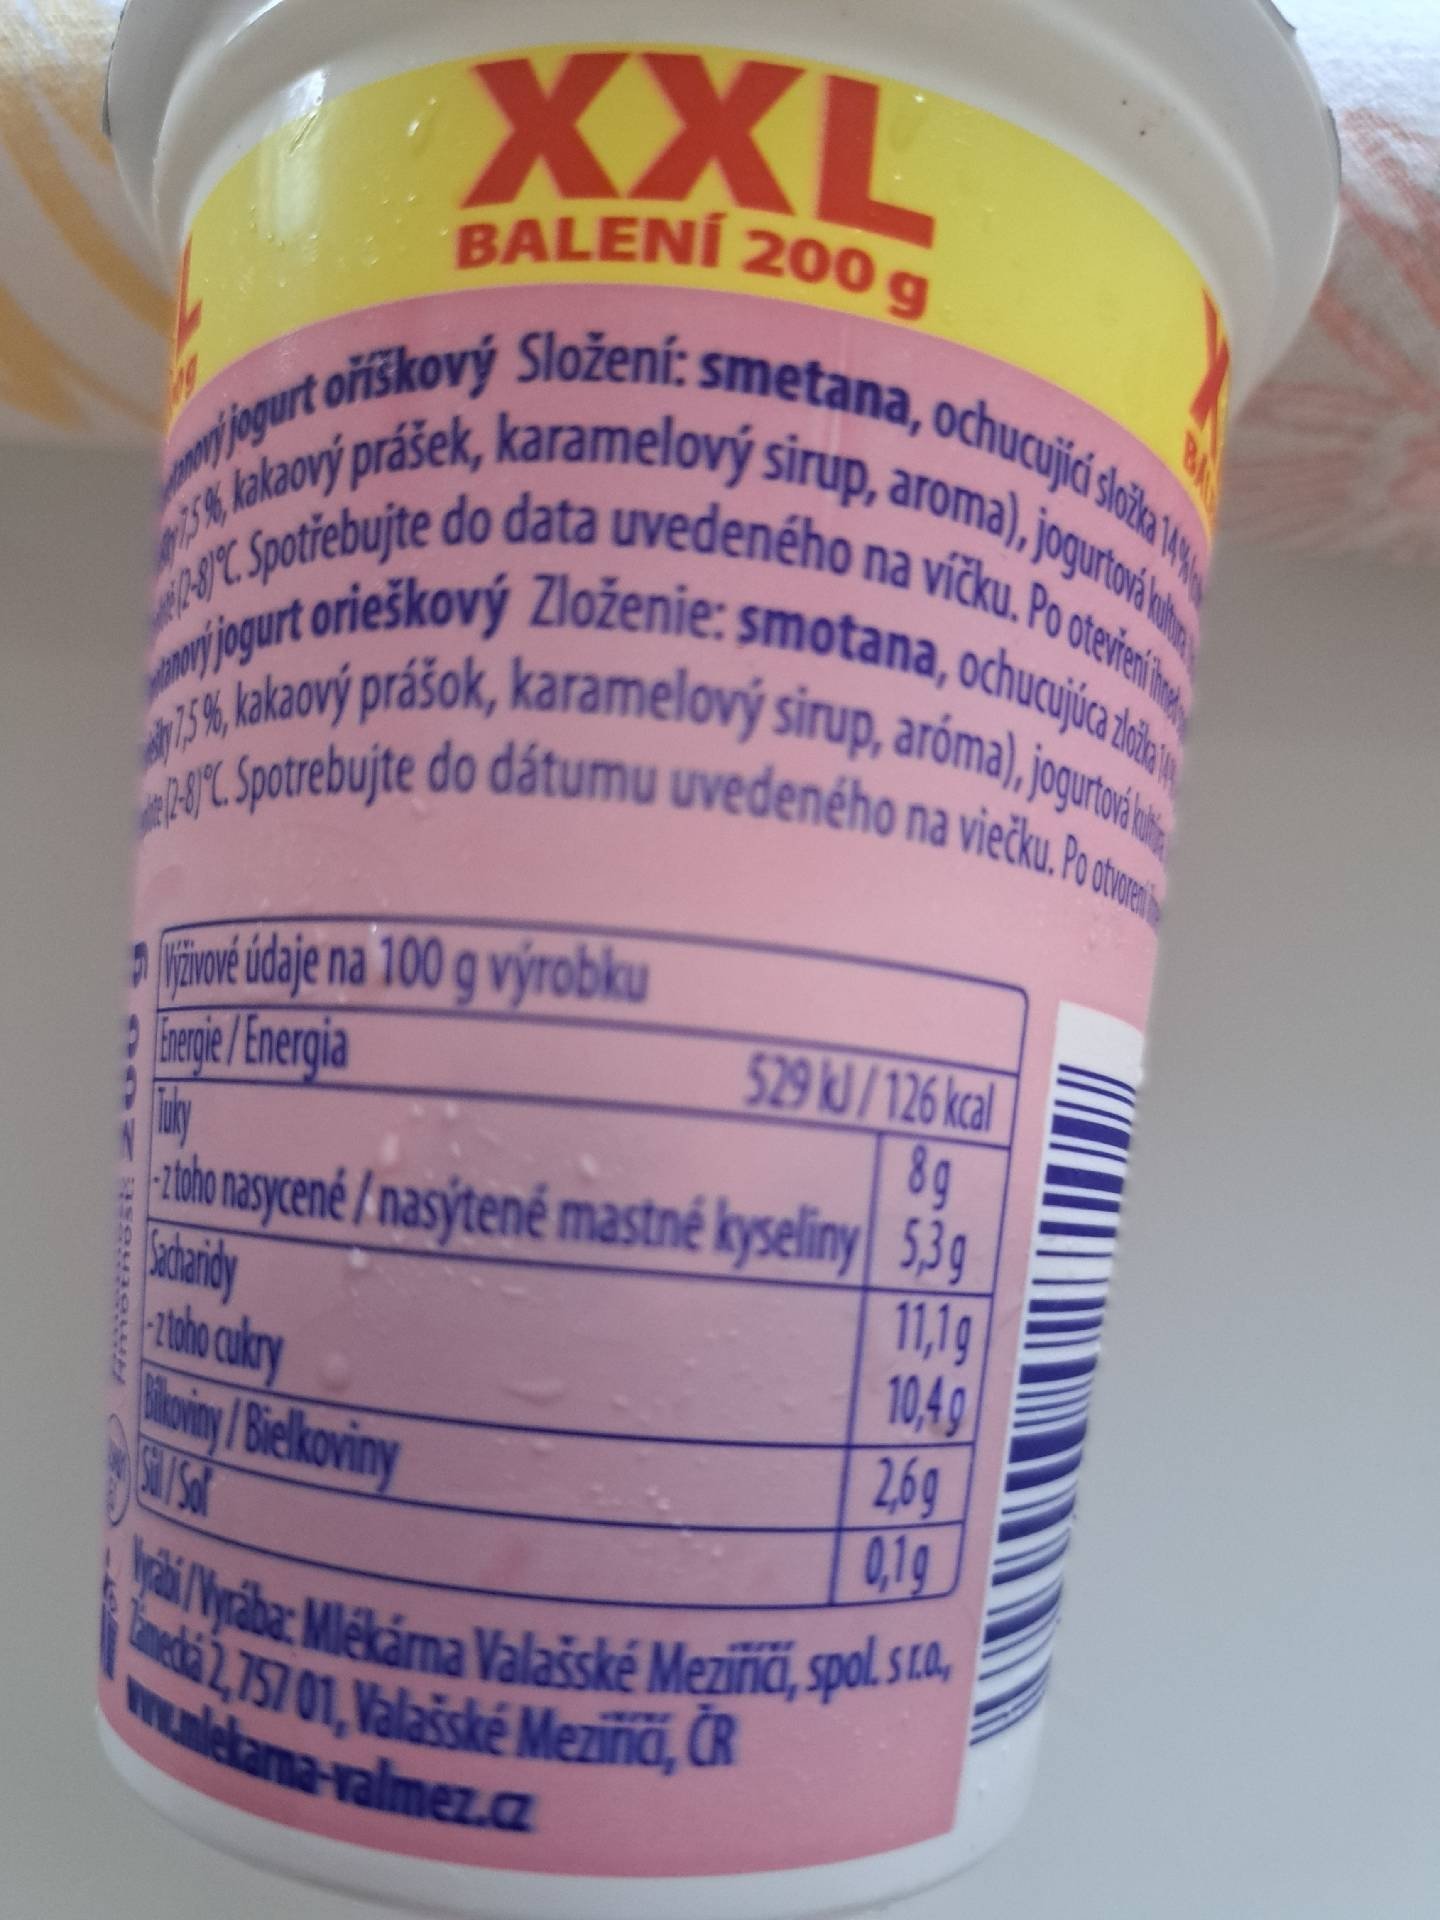 XXL
BALENÍ 200 g
jogurt oříškový Složení: smetana, ochucující složka 14 %
7,5 %, kakaový prášek, karamelový sirup, aroma), jogurtová kultura
(2-8)°C. Spotřebujte do data uvedeného na víčku. Po otevření ihned
jogurt orieškový Zloženie: smotana, ochucujúca zložka 14%
7,5 %, kakaový prášok, karamelový sirup, aróma), jogurtová kultúra
(2-8)°C. Spotrebujte do dátumu uvedeného na viečku. Po otvorení
Výživové údaje na 100 g výrobku
Energie / Energia 529 kJ / 126 kcal
Tuky 8 g
- z toho nasycené / nasýtené mastné kyseliny 5,3 g
Sacharidy 11,1 g
- z toho cukry 10,4 g
Bílkoviny / Bielkoviny 2,6 g
Sůl / Soľ 0,1 g
Vyrábí / Vyrába: Mlékárna Valašské Meziříčí, spol. s r.o.,
Zámecká 2, 757 01, Valašské Meziříčí, ČR
www.mlekarna-valmez.cz